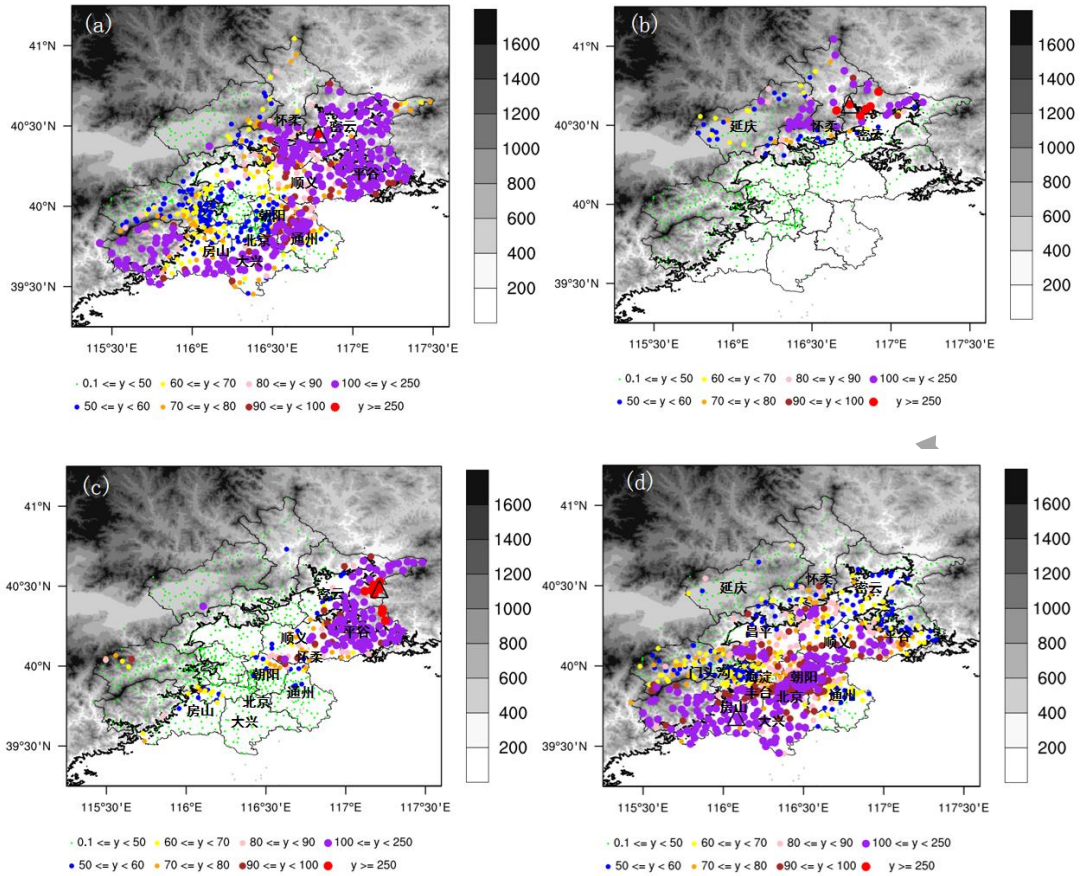 (a)
41°N
40°30'N
40°N
39°30'N
怀柔
密云
平谷
顺义
朝阳
北京
通州
房山
大兴
115°30'E 116°E 116°30'E 117°E 117°30'E
1600
1400
1200
1000
800
600
400
200
0.1 <= y < 50 60 <= y < 70 80 <= y < 90 100 <= y < 250
50 <= y < 60 70 <= y < 80 90 <= y < 100 y >= 250
(b)
41°N
40°30'N
40°N
39°30'N
延庆
怀柔
密云
115°30'E 116°E 116°30'E 117°E 117°30'E
1600
1400
1200
1000
800
600
400
200
0.1 <= y < 50 60 <= y < 70 80 <= y < 90 100 <= y < 250
50 <= y < 60 70 <= y < 80 90 <= y < 100 y >= 250
(c)
41°N
40°30'N
40°N
39°30'N
密云
平谷
顺义
怀柔
朝阳
通州
北京
房山
大兴
115°30'E 116°E 116°30'E 117°E 117°30'E
1600
1400
1200
1000
800
600
400
200
0.1 <= y < 50 60 <= y < 70 80 <= y < 90 100 <= y < 250
50 <= y < 60 70 <= y < 80 90 <= y < 100 y >= 250
(d)
41°N
40°30'N
40°N
39°30'N
延庆
怀柔
密云
昌平
顺义
平谷
门头沟
海淀
朝阳
丰台
北京
通州
房山
大兴
115°30'E 116°E 116°30'E 117°E 117°30'E
1600
1400
1200
1000
800
600
400
200
0.1 <= y < 50 60 <= y < 70 80 <= y < 90 100 <= y < 250
50 <= y < 60 70 <= y < 80 90 <= y < 100 y >= 250